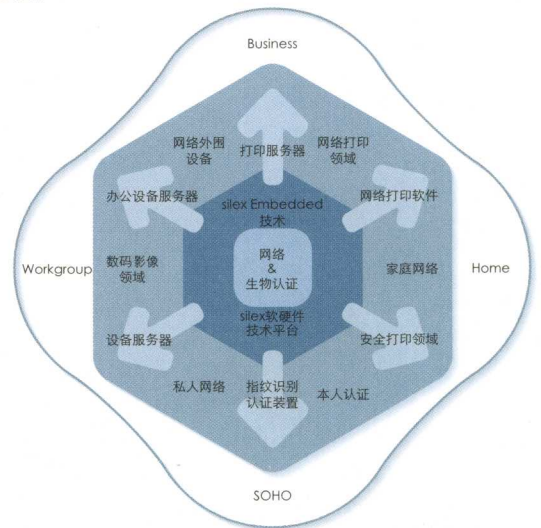 Business
网络外围
设备
打印服务器
网络打印
领域
办公设备服务器
网络打印软件
silex Embedded
技术
Workgroup
数码影像
领域
网络
&
生物认证
家庭网络
Home
silex软硬件
技术平台
设备服务器
安全打印领域
私人网络
指纹识别
认证装置
本人认证
SOHO